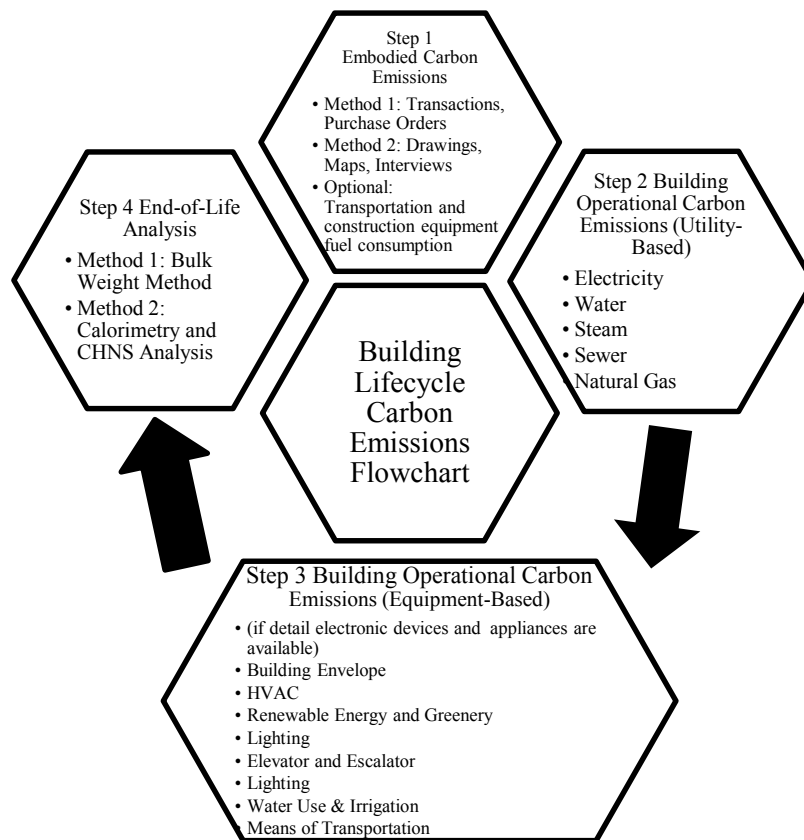 Step 1
Embodied Carbon
Emissions
• Method 1: Transactions,
Purchase Orders
• Method 2: Drawings,
Maps, Interviews
• Optional:
Transportation and
construction equipment
fuel consumption
Step 2 Building
Operational Carbon
Emissions (Utility-
Based)
• Electricity
• Water
• Steam
• Sewer
• Natural Gas
Step 3 Building Operational Carbon
Emissions (Equipment-Based)
• (if detail electronic devices and appliances are
available)
• Building Envelope
• HVAC
• Renewable Energy and Greenery
• Lighting
• Elevator and Escalator
• Lighting
• Water Use & Irrigation
• Means of Transportation
Step 4 End-of-Life
Analysis
• Method 1: Bulk
Weight Method
• Method 2:
Calorimetry and
CHNS Analysis
Building
Lifecycle
Carbon
Emissions
Flowchart